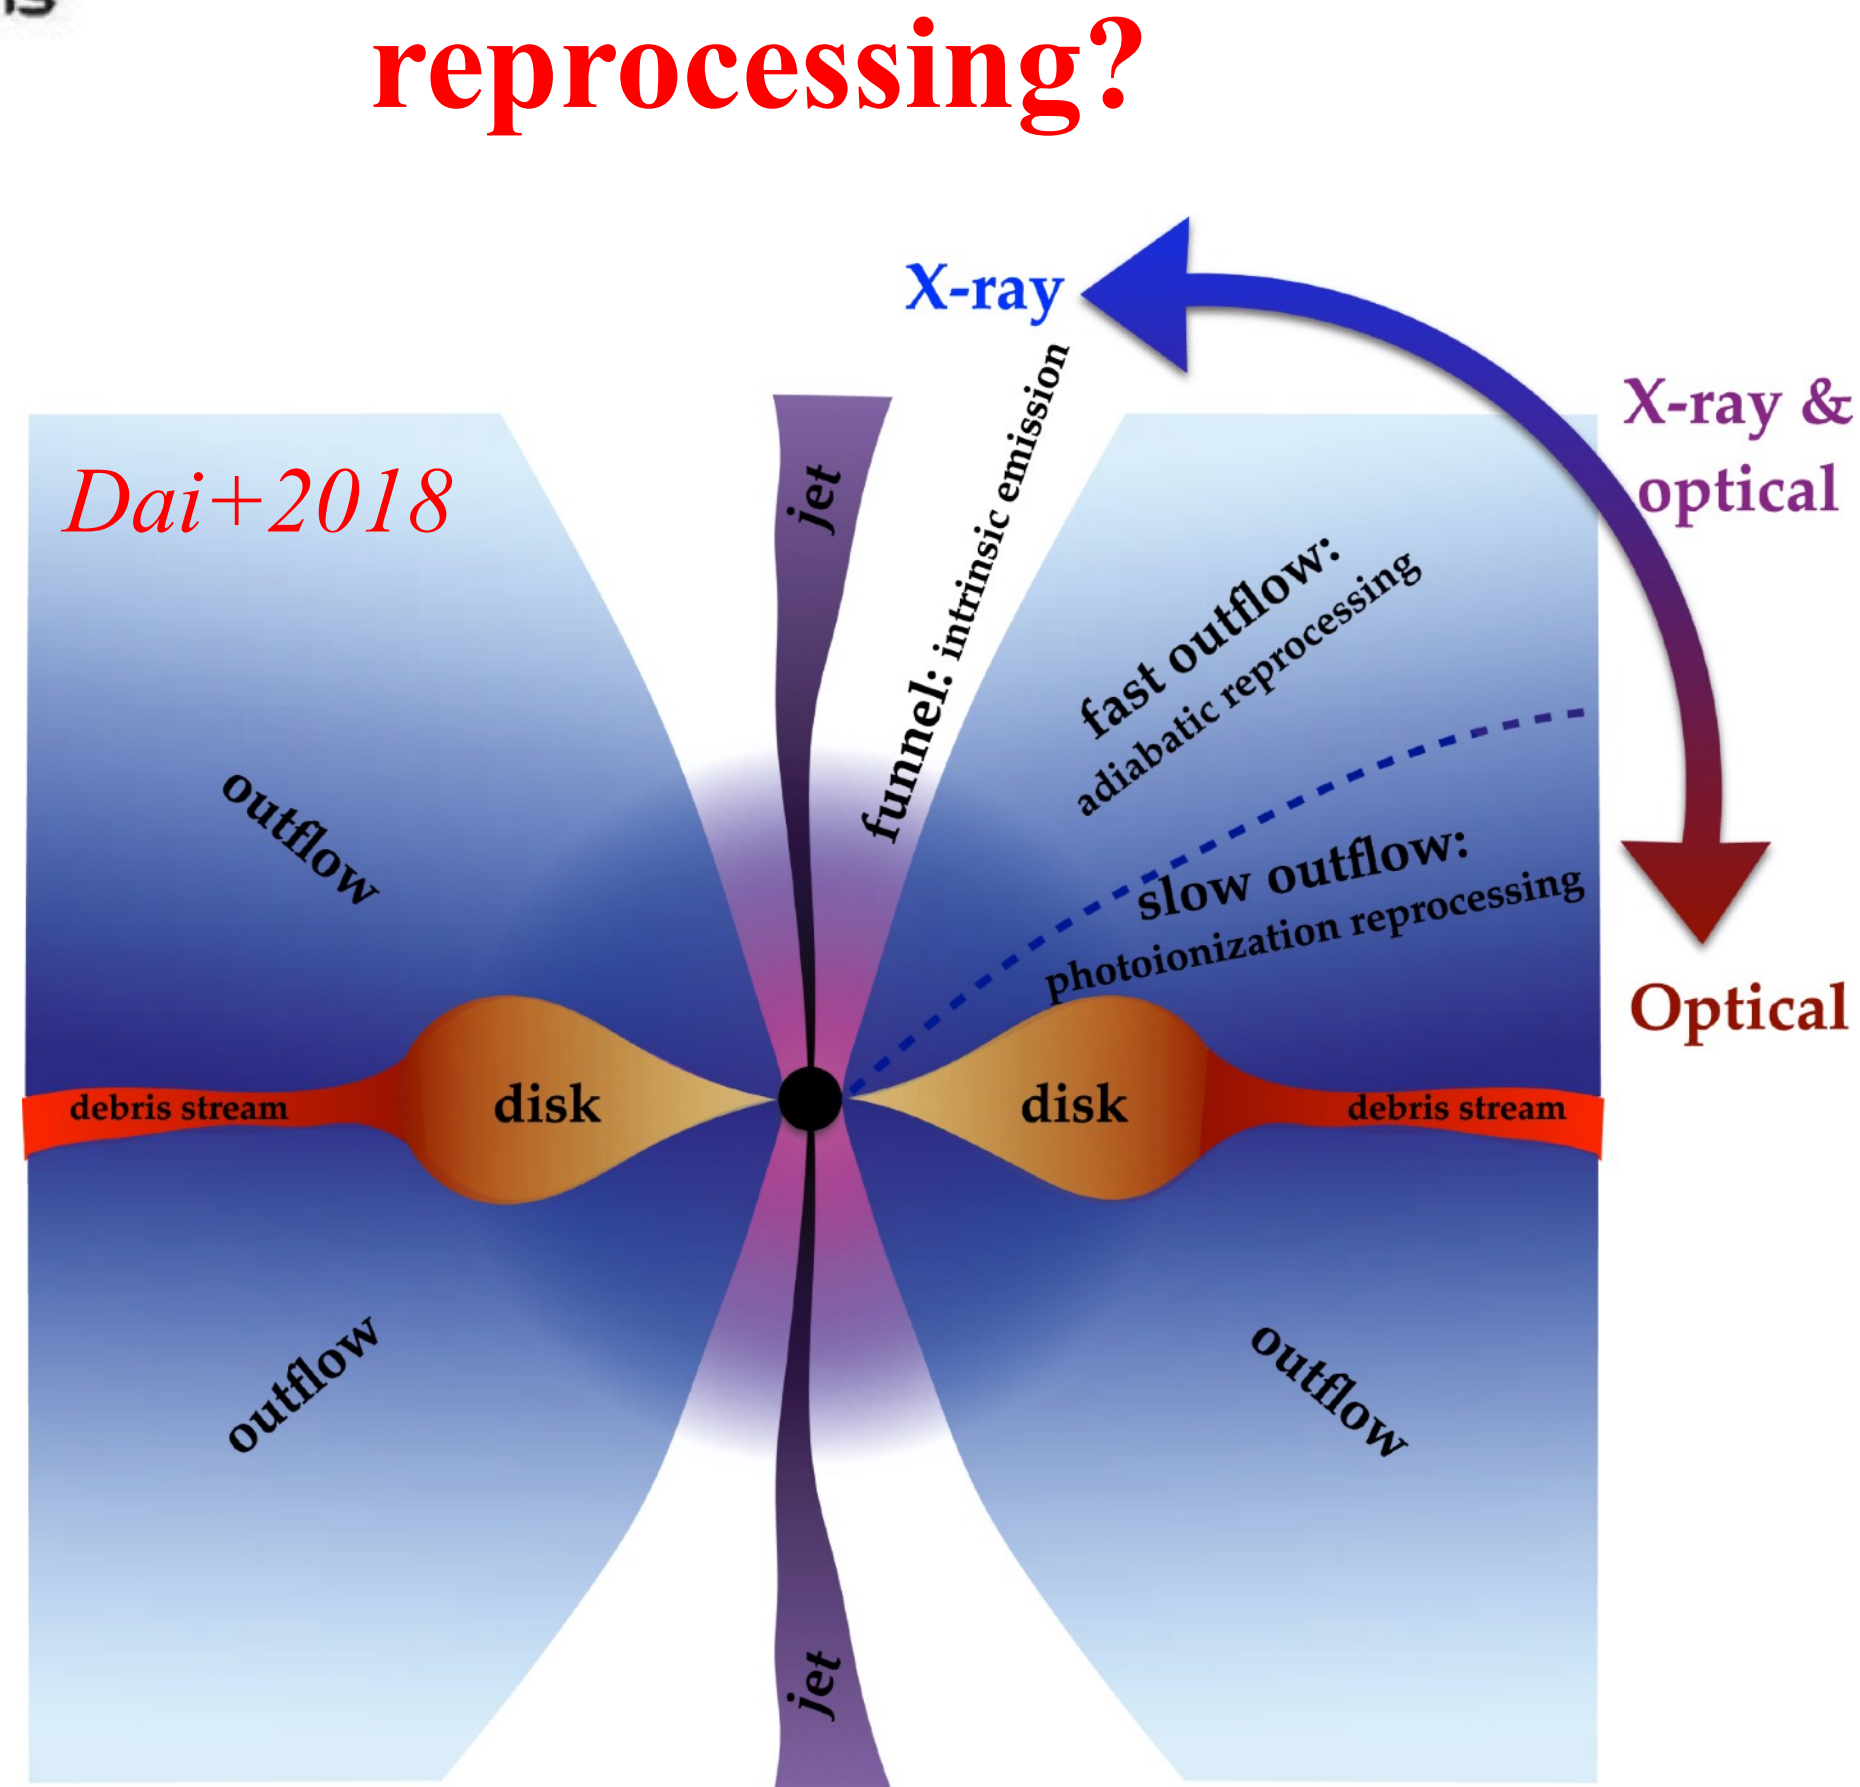 reprocessing?
X-ray
X-ray &
optical
Dai+2018
jet
funnel: intrinsic emission
fast outflow:
adiabatic reprocessing
outflow
slow outflow:
photoionization reprocessing
Optical
debris stream
disk
disk
debris stream
outflow
outflow
jet